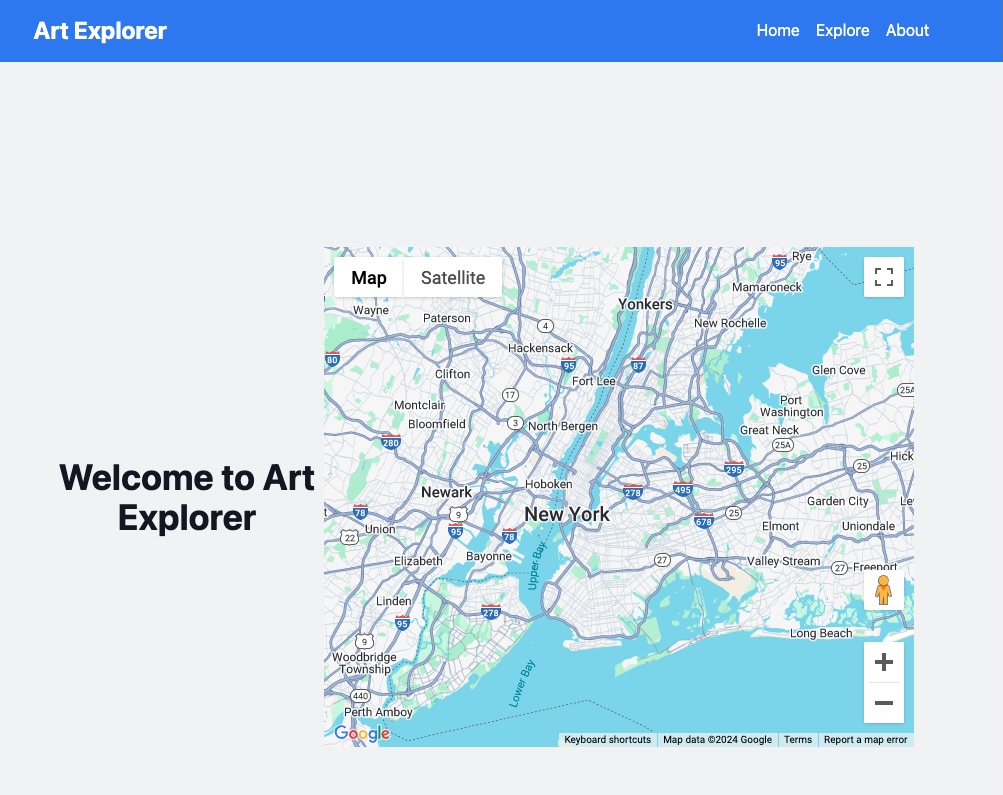 Art Explorer
Home Explore About
Map Satellite
95
Rye
Mamaroneck
Wayne
Paterson
Yonkers
4
New Rochelle
80
Hackensack
95
87
Glen Cove
Clifton
Fort Lee
17
25A
Montclair
Port
Washington
Bloomfield
3
North Bergen
Great Neck
280
25A
Welcome to Art
Explorer
295
25
Hick
Newark
Hoboken
278
495
Garden City
Le
78
9
New York
25
678
t
Union
95
78
Elmont
Uniondale
22
Elizabeth
Bayonne
Upper Bay
27
Valley Stream
27
Freeport
Linden
278
95
Long Beach
9
Woodbridge
Township
Lower Bay
440
Perth Amboy
Google
Keyboard shortcuts
Map data ©2024 Google
Terms
Report a map error